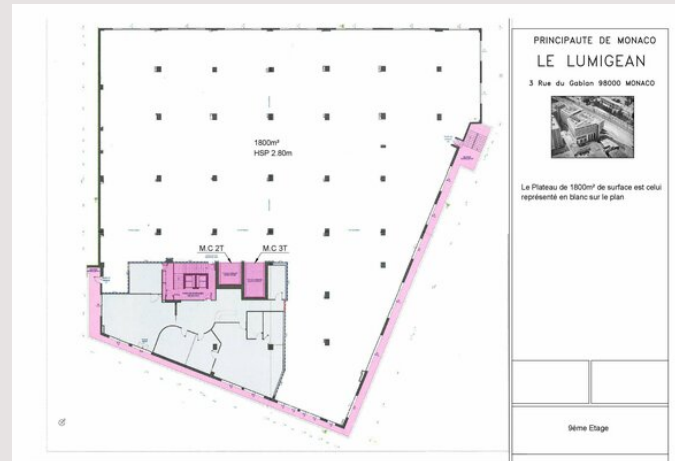 PRINCIPAUTE DE MONACO
LE LUMIGEAN
3 Rue du Gabian 98000 MONACO
Le Plateau de 1800m² de surface est celui
représenté en blanc sur le plan
9ème Etage
1800m²
HSP 2.80m
M.C 2T
M.C 3T